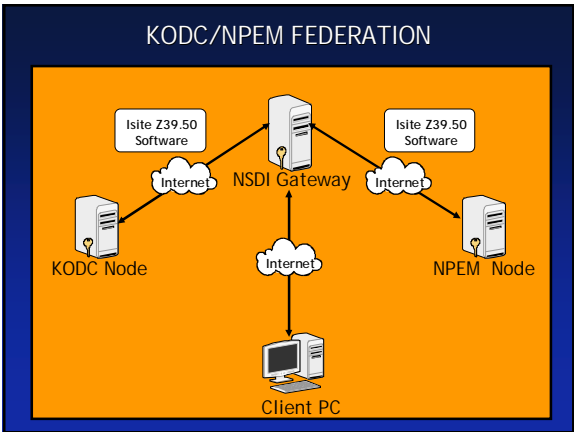 KODC/NPEM FEDERATION
Isite Z39.50
Software
Isite Z39.50
Software
Internet
NSDI Gateway
Internet
KODC Node
Internet
NPEM Node
Client PC